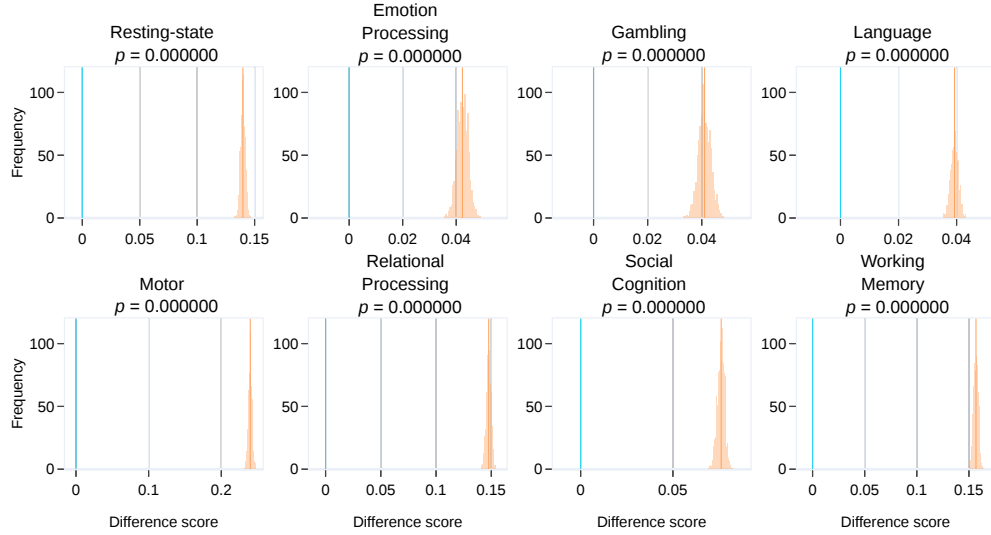 Resting-state
p = 0.000000
Emotion
Processing
p = 0.000000
Gambling
p = 0.000000
Language
p = 0.000000
Frequency
100
50
0
0
0.05
0.1
0.15
100
50
0
0
0.02
0.04
100
50
0
0
0.02
0.04
100
50
0
0
0.02
0.04
Motor
p = 0.000000
Relational
Processing
p = 0.000000
Social
Cognition
p = 0.000000
Working
Memory
p = 0.000000
Frequency
100
50
0
0
0.1
0.2
Difference score
100
50
0
0
0.05
0.1
0.15
Difference score
100
50
0
0
0.05
Difference score
100
50
0
0
0.05
0.1
0.15
Difference score